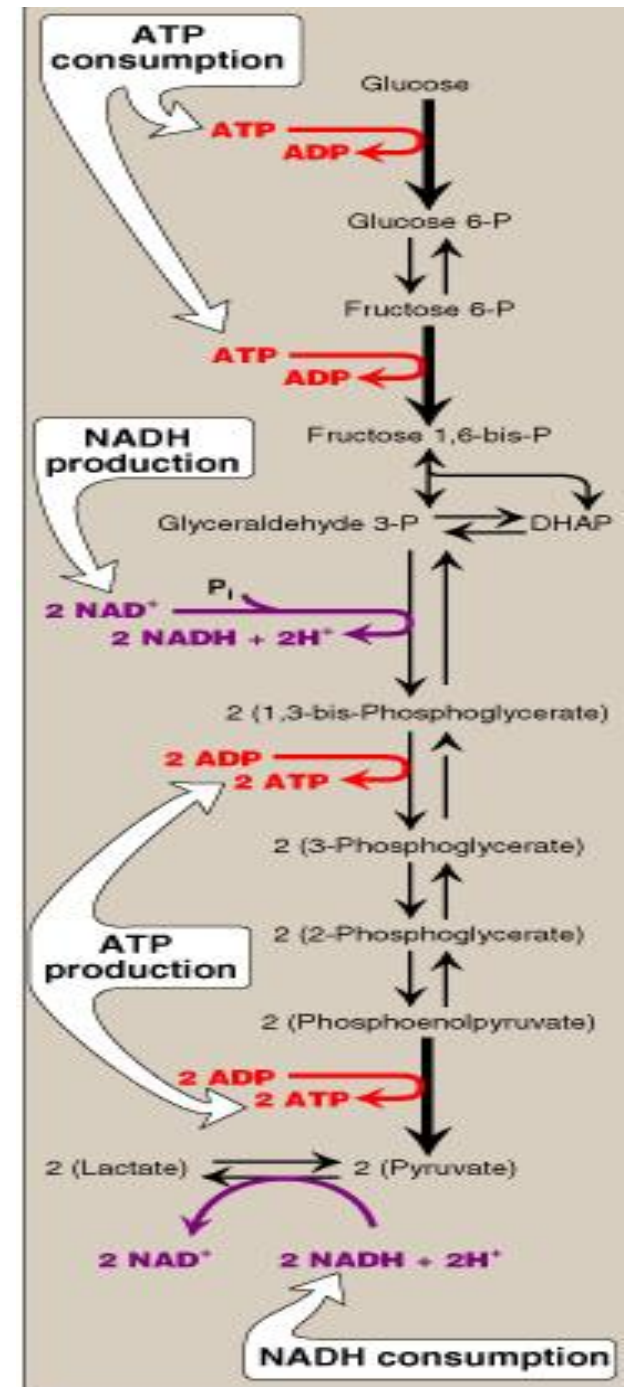 ATP
consumption
Glucose
ATP
ADP
Glucose 6-P
Fructose 6-P
ATP
ADP
Fructose 1,6-bis-P
NADH
production
Glyceraldehyde 3-P
DHAP
Pi
2 NAD⁺
2 NADH + 2H⁺
2 (1,3-bis-Phosphoglycerate)
2 ADP
2 ATP
2 (3-Phosphoglycerate)
ATP
production
2 (2-Phosphoglycerate)
2 (Phosphoenolpyruvate)
2 ADP
2 ATP
2 (Lactate)
2 (Pyruvate)
2 NAD⁺
2 NADH + 2H⁺
NADH consumption